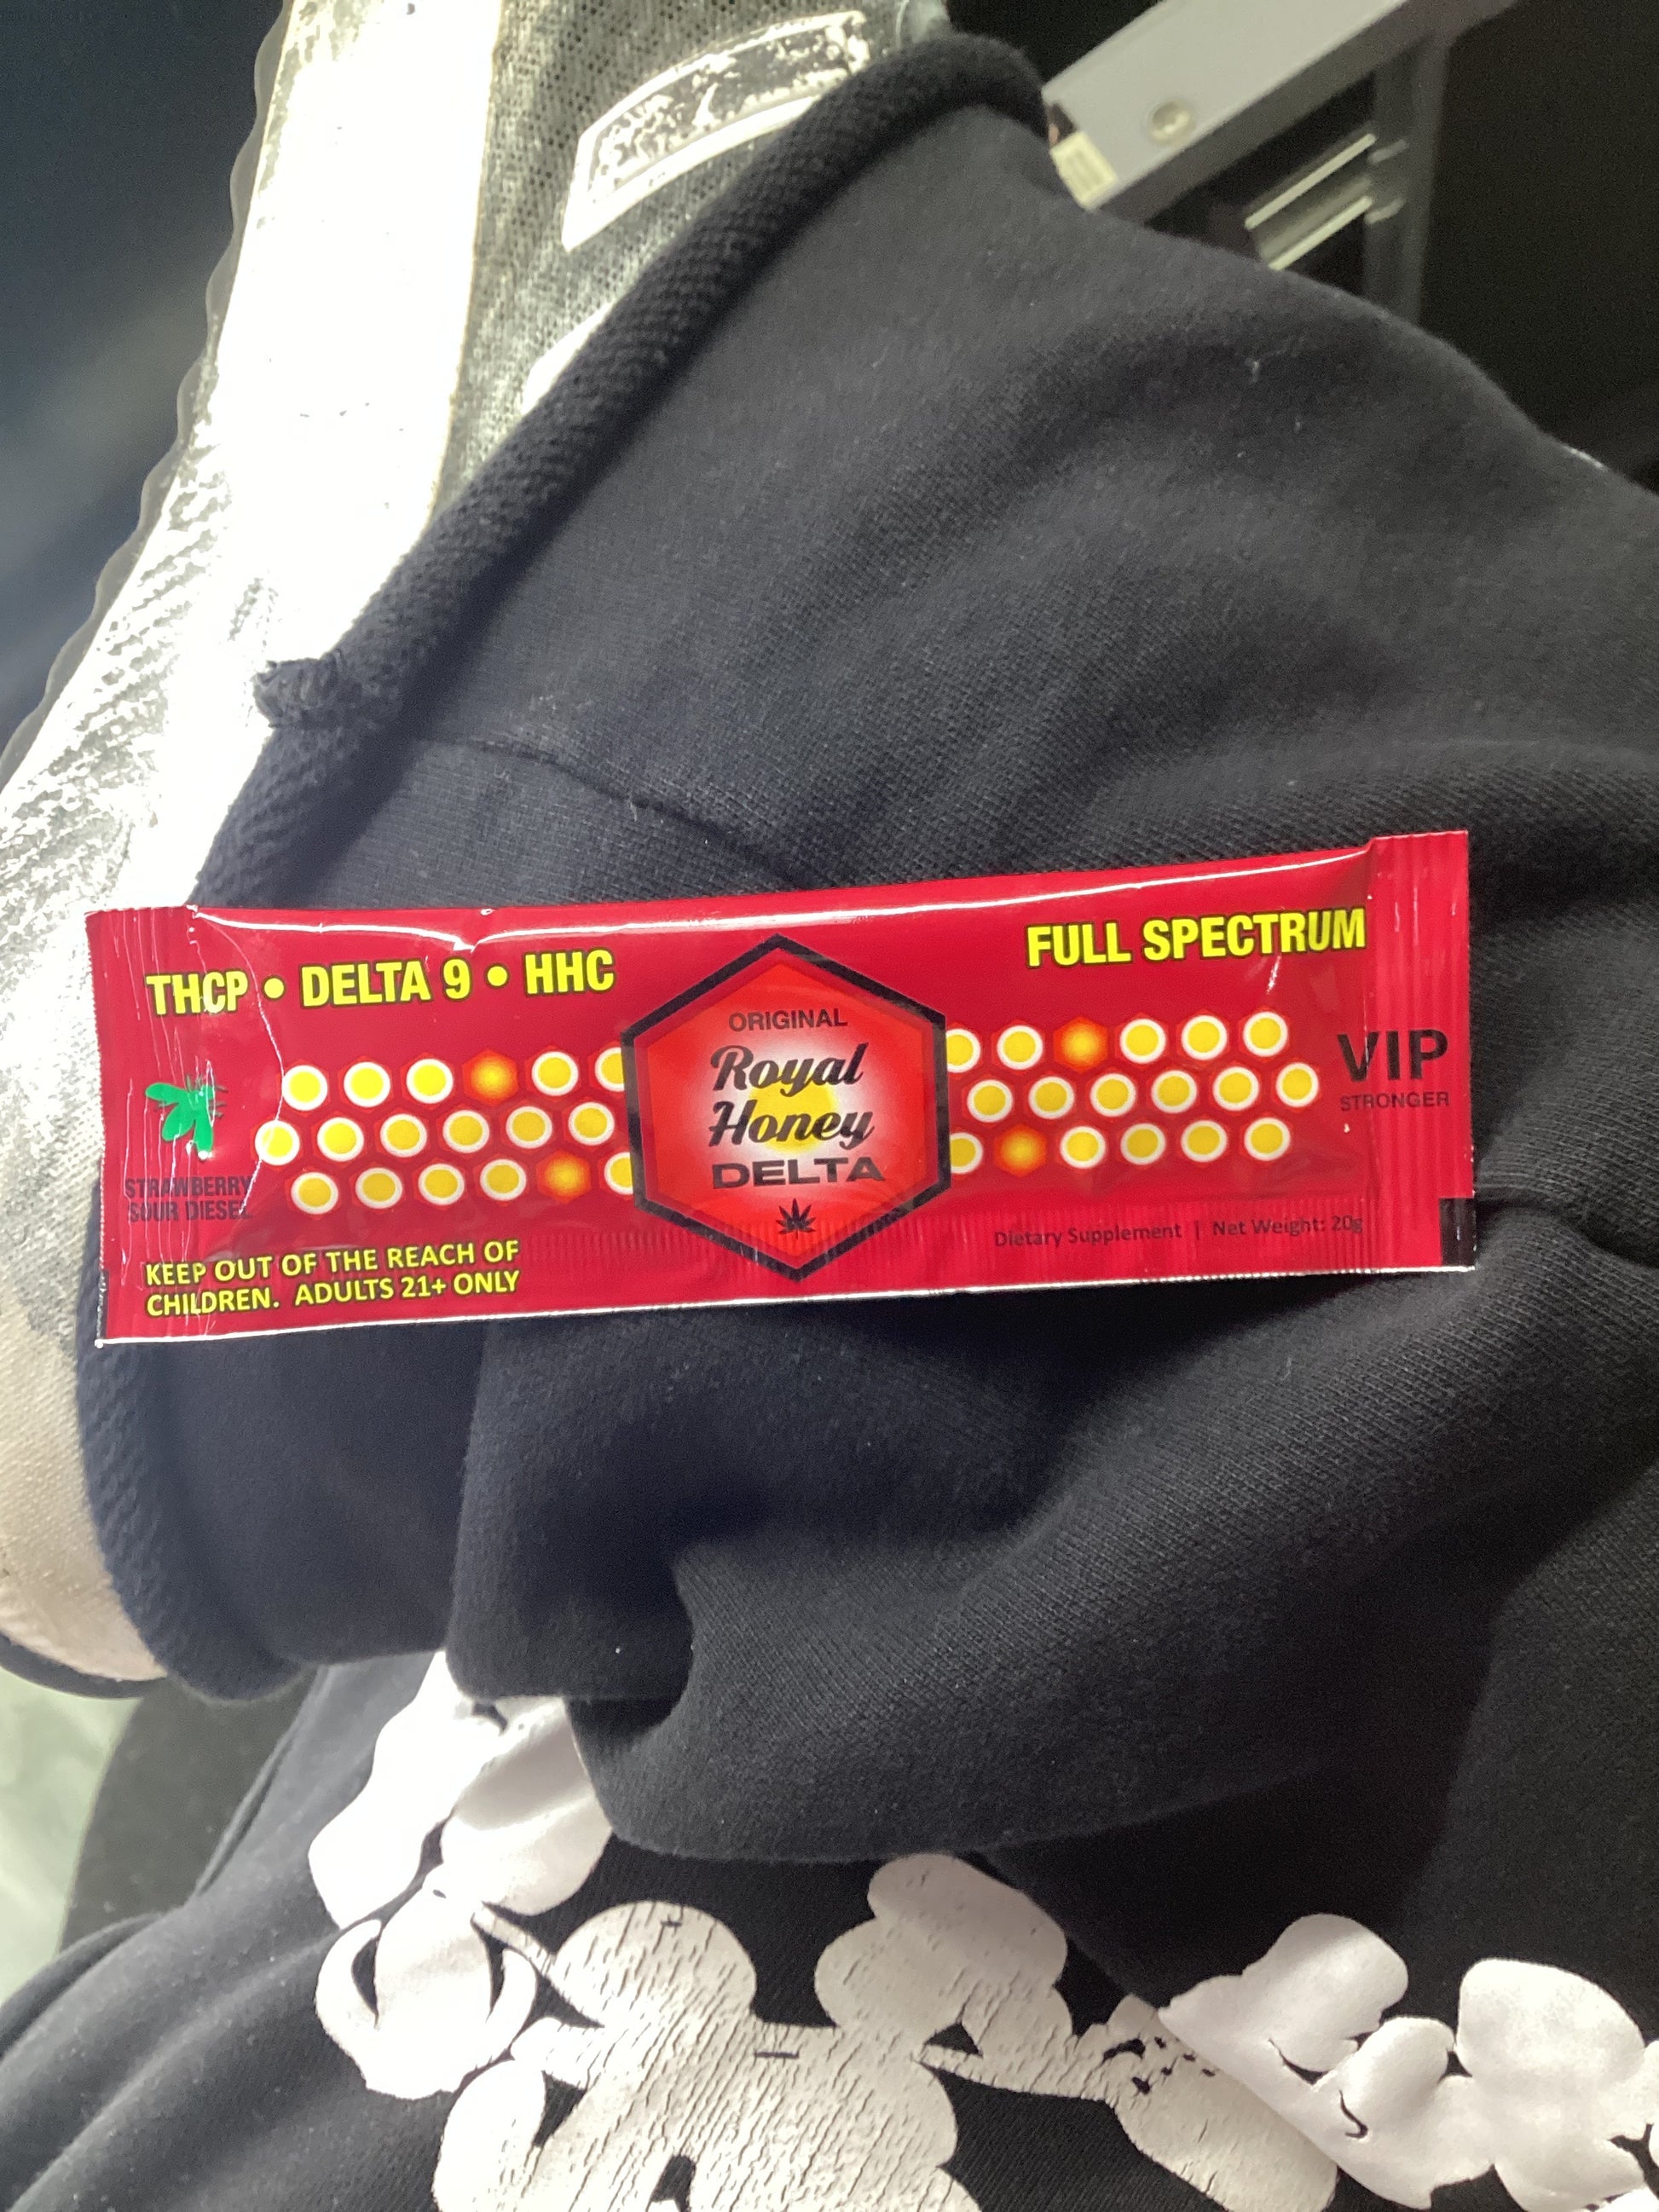 THCP • DELTA 9 • HHC
FULL SPECTRUM
ORIGINAL
Royal
Honey
DELTA
VIP
STRONGER
STRAWBERRY
SOUR DIESEL
KEEP OUT OF THE REACH OF
CHILDREN. ADULTS 21+ ONLY
Dietary Supplement | Net Weight: 20g